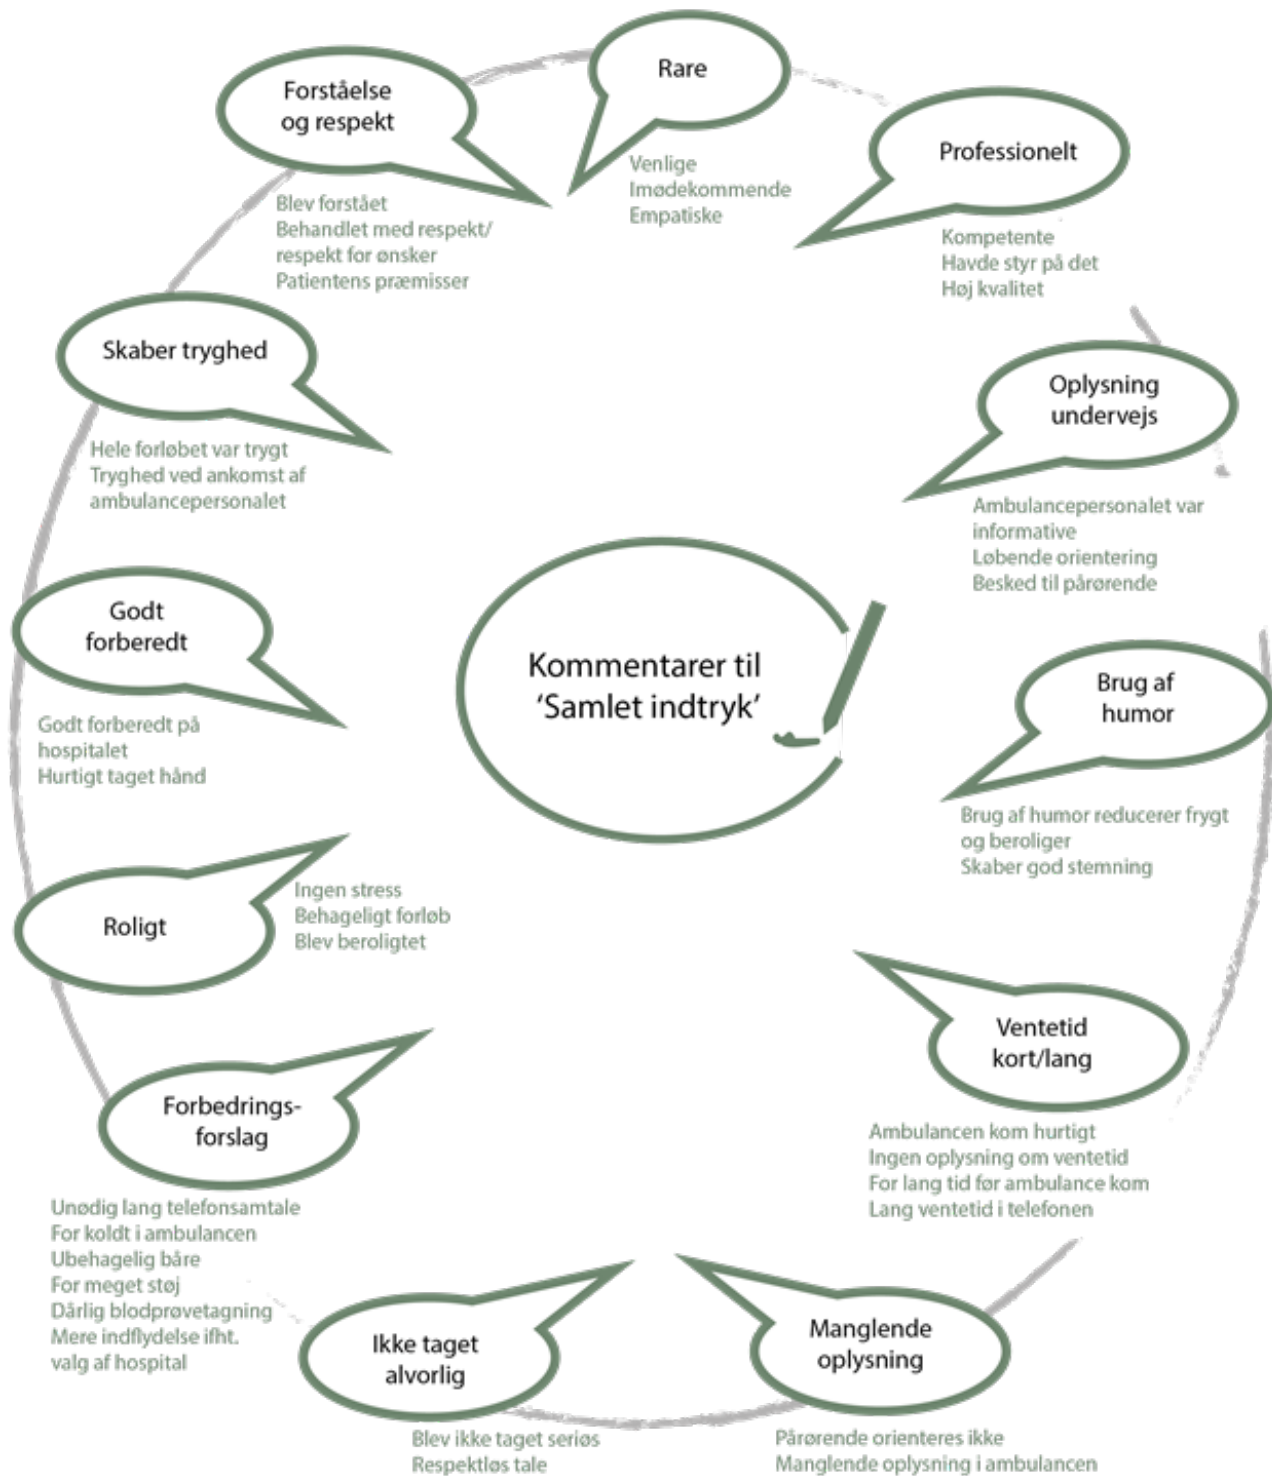 Rare
Venlige
Imødekommende
Empatiske
Professionelt
Kompetente
Havde styr på det
Høj kvalitet
Oplysning
undervejs
Ambulancepersonalet var
informative
Løbende orientering
Besked til pårørende
Brug af
humor
Brug af humor reducerer frygt
og beroliger
Skaber god stemning
Ventetid
kort/lang
Ambulancen kom hurtigt
Ingen oplysning om ventetid
For lang tid før ambulance kom
Lang ventetid i telefonen
Manglende
oplysning
Pårørende orienteres ikke
Manglende oplysning i ambulancen
Ikke taget
alvorlig
Blev ikke taget seriøs
Respektløs tale
Forbedrings-
forslag
Unødig lang telefonsamtale
For koldt i ambulancen
Ubehagelig båre
For meget støj
Dårlig blodprøvetagning
Mere indflydelse ifht.
valg af hospital
Roligt
Ingen stress
Behageligt forløb
Blev beroligtet
Godt
forberedt
Godt forberedt på
hospitalet
Hurtigt taget hånd
Skaber tryghed
Hele forløbet var trygt
Tryghed ved ankomst af
ambulancepersonalet
Forståelse
og respekt
Blev forstået
Behandlet med respekt/
respekt for ønsker
Patientens præmisser
Kommentarer til
‘Samlet indtryk’